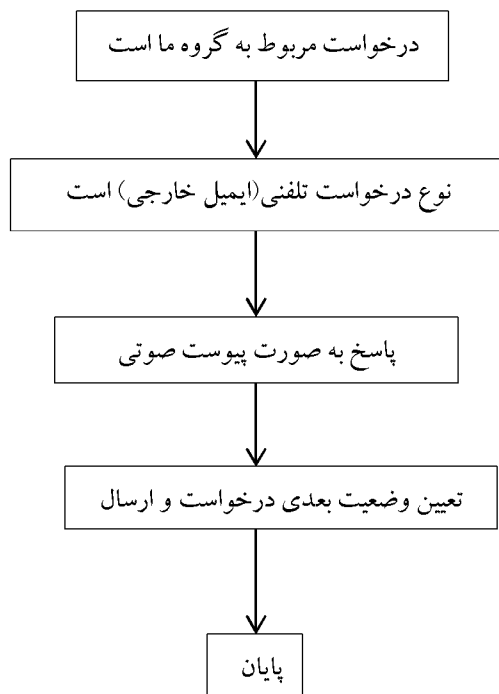 درخواست مربوط به گروه ما است
نوع درخواست تلفنی(ایمیل خارجی) است
پاسخ به صورت پیوست صوتی
تعیین وضعیت بعدی درخواست و ارسال
پایان